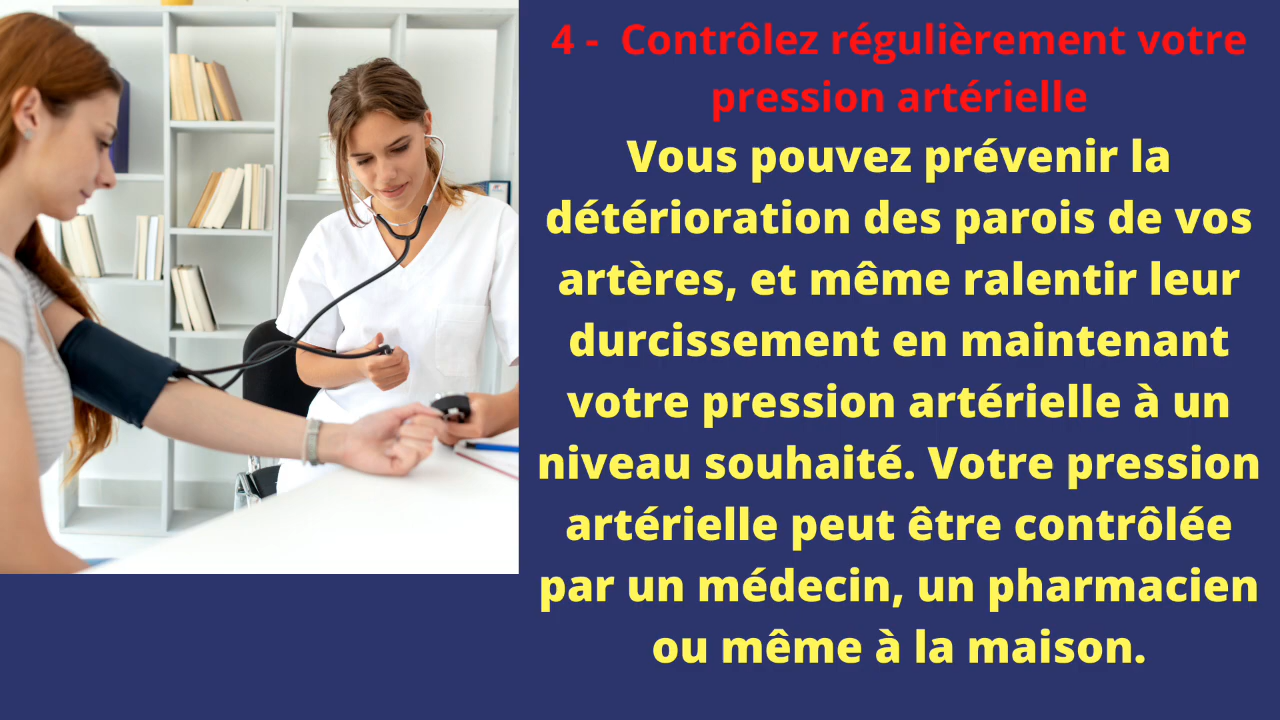 4 -  Contrôlez régulièrement votre
pression artérielle
Vous pouvez prévenir la
détérioration des parois de vos
artères, et même ralentir leur
durcissement en maintenant
votre pression artérielle à un
niveau souhaité. Votre pression
artérielle peut être contrôlée
par un médecin, un pharmacien
ou même à la maison.